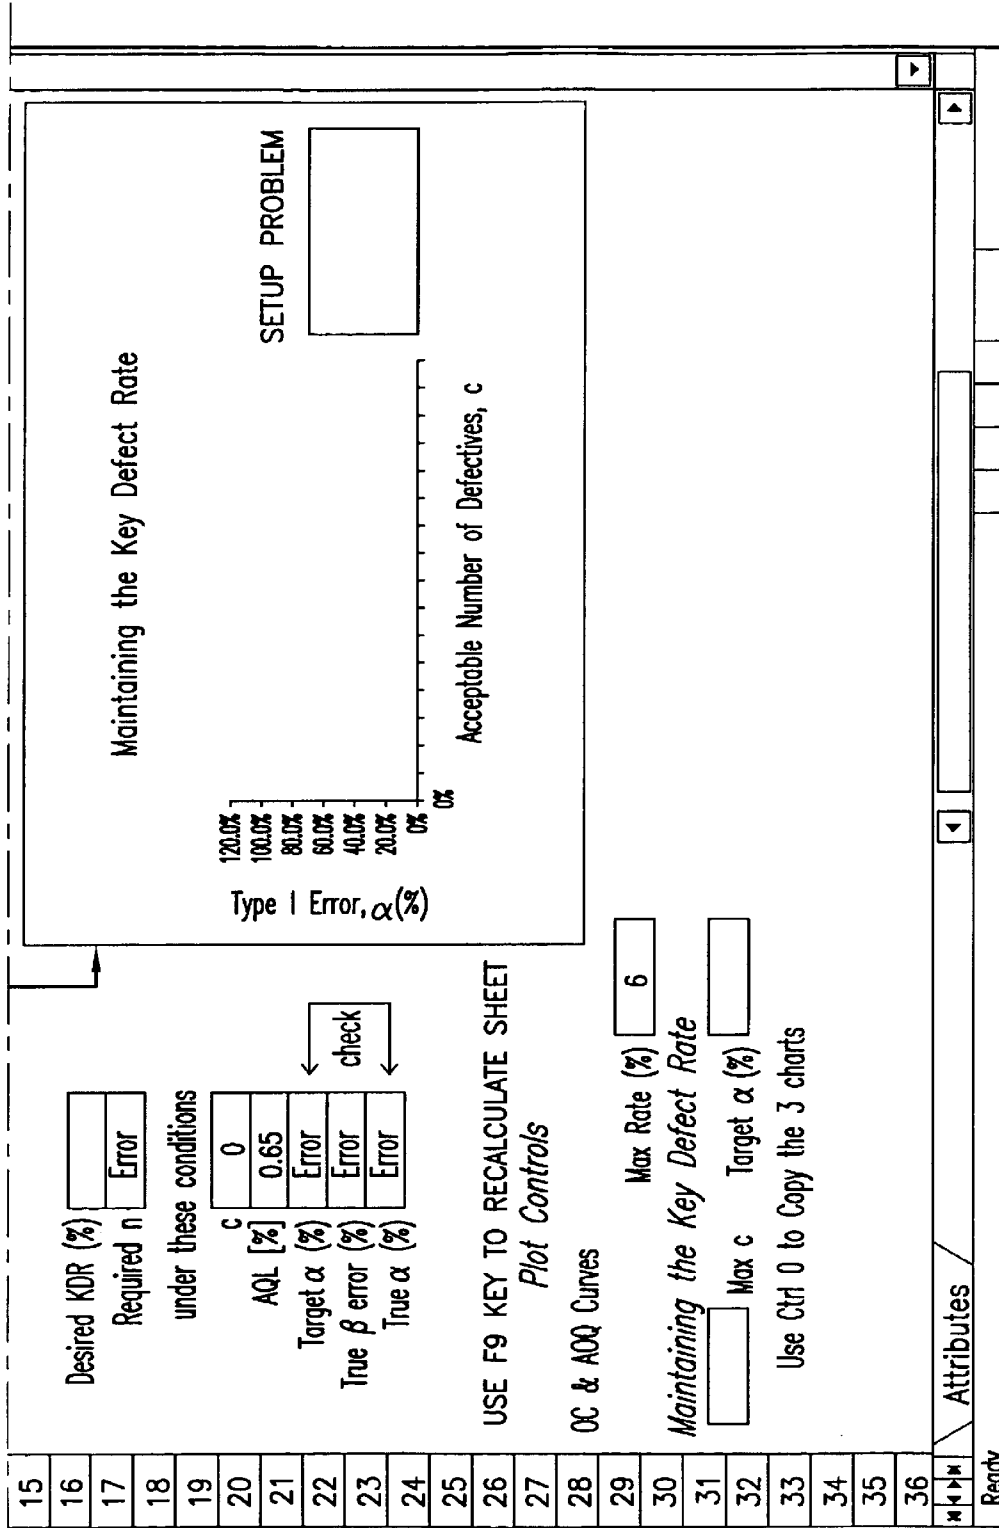 15
16
17
18
19
20
21
22
23
24
25
26
27
28
29
30
31
32
33
34
35
36
Desired KDR (%)
Required n Error
under these conditions
c 0
AQL [%] 0.65
Target α (%) Error
True β error (%) Error
True α (%) Error
check
USE F9 KEY TO RECALCULATE SHEET
Plot Controls
OC & AOQ Curves
Max Rate (%) 6
Maintaining the Key Defect Rate
Max c Target α (%)
Use Ctrl O to Copy the 3 charts
Maintaining the Key Defect Rate
SETUP PROBLEM
Type I Error, α(%)
120.0%
100.0%
80.0%
60.0%
40.0%
20.0%
0%
0%
Acceptable Number of Defectives, c
Attributes
Ready